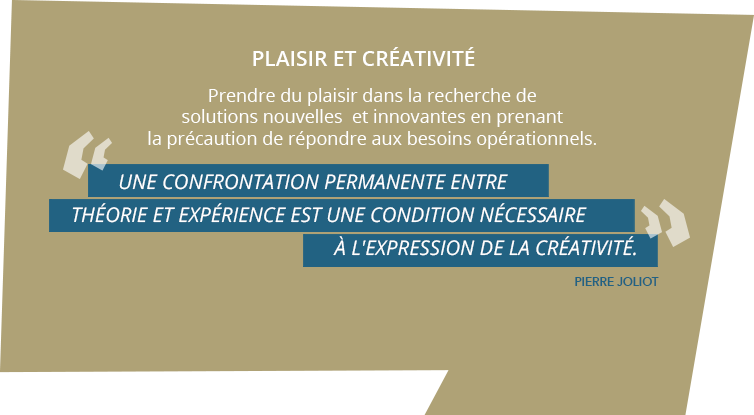 PLAISIR ET CRÉATIVITÉ
Prendre du plaisir dans la recherche de
solutions nouvelles et innovantes en prenant
la précaution de répondre aux besoins opérationnels.
“ UNE CONFRONTATION PERMANENTE ENTRE
THÉORIE ET EXPÉRIENCE EST UNE CONDITION NÉCESSAIRE
À L'EXPRESSION DE LA CRÉATIVITÉ. ”
PIERRE JOLIOT